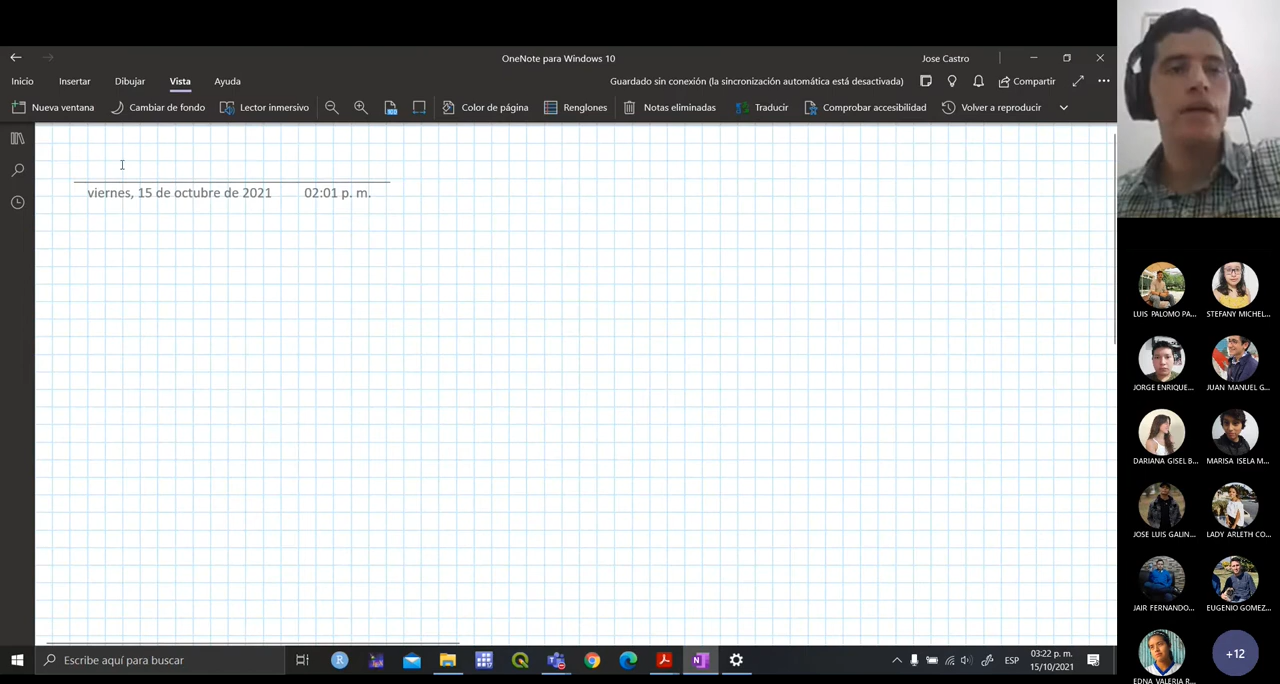 OneNote para Windows 10
Jose Castro
Inicio
Insertar
Dibujar
Vista
Ayuda
Guardado sin conexión (la sincronización automática está desactivada)
Compartir
Nueva ventana
Cambiar de fondo
Lector inmersivo
100
Color de página
Renglones
Notas eliminadas
Traducir
Comprobar accesibilidad
Volver a reproducir
viernes, 15 de octubre de 2021
02:01 p. m.
LUIS PALOMO PA...
STEFANY MICHEL...
JORGE ENRIQUE...
JUAN MANUEL G...
DARIANA GISEL B...
MARISA ISELA M...
JOSE LUIS GALIN...
LADY ARLETH CO...
JAIR FERNANDO...
EUGENIO GOMEZ...
EDNA VALERIA R...
+12
Escribe aquí para buscar
R
N
ESP
03:22 p. m.
15/10/2021